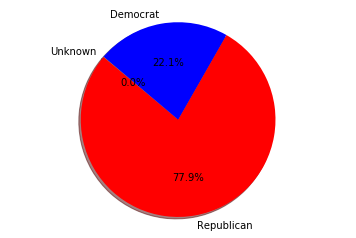 Democrat
Unknown
22.1%
0.0%
77.9%
Republican